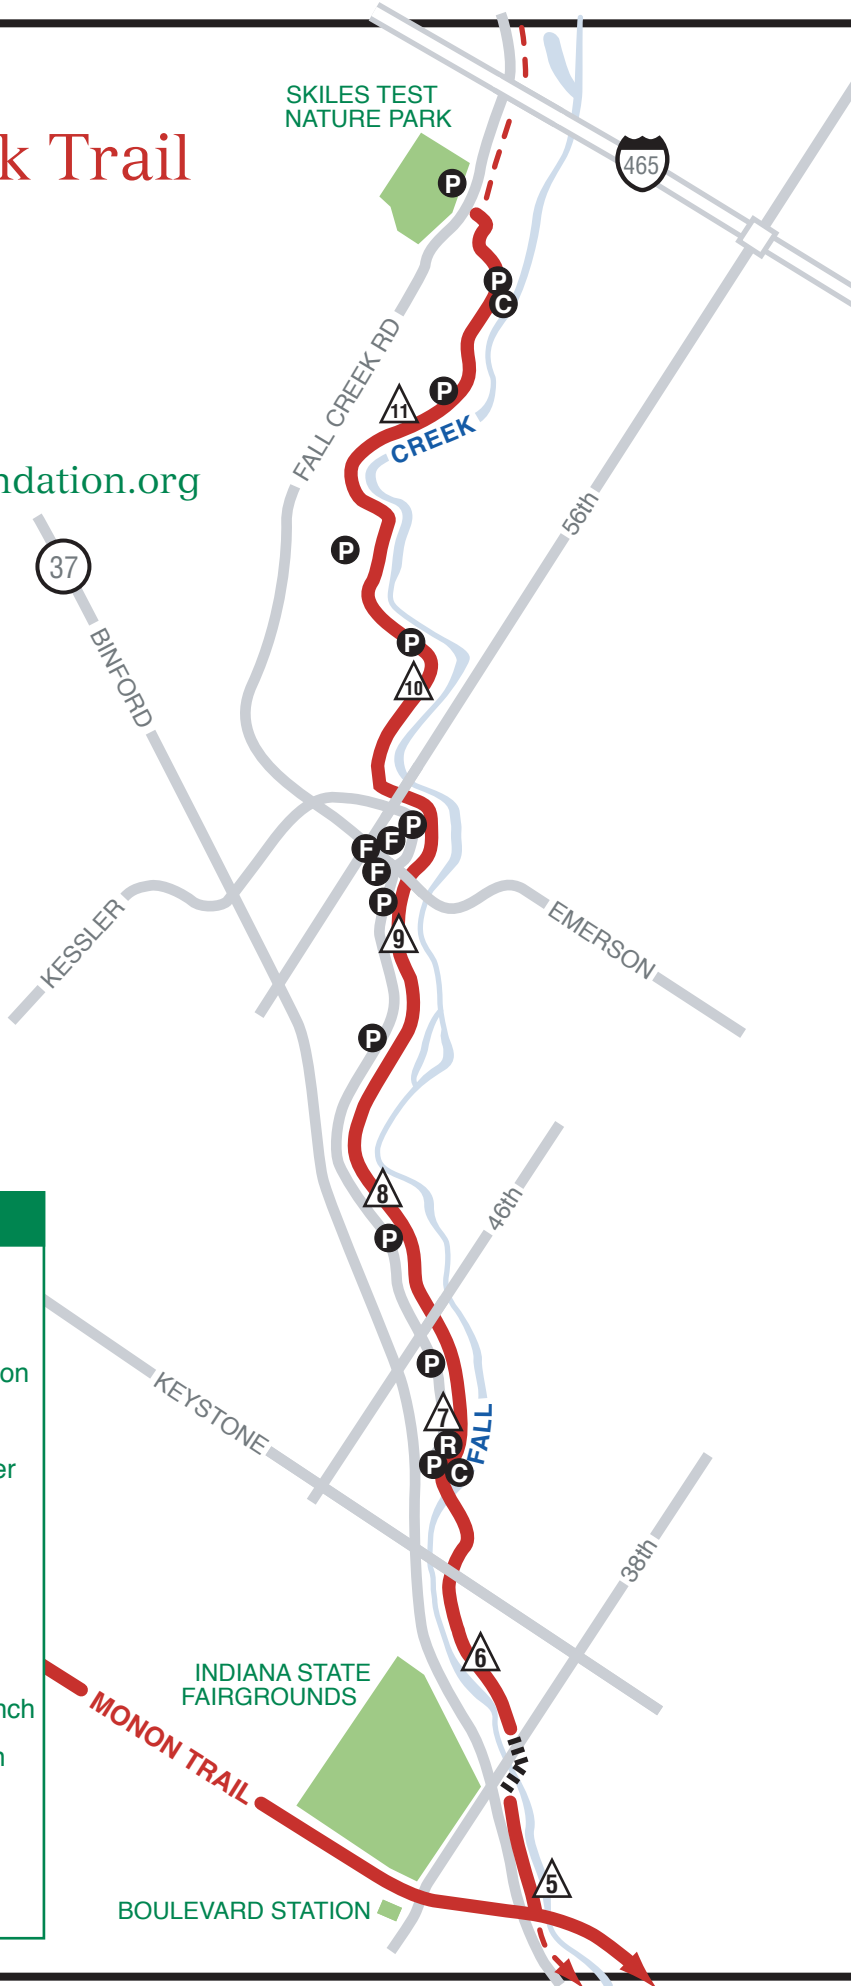 SKILES TEST
NATURE PARK
k Trail
465
P
P
C
FALL CREEK RD
P
11
CREEK
ndation.org
56th
P
37
BINFORD
P
10
P
F
F
F
P
KESSLER
9
EMERSON
P
8
46th
P
P
on
KEYSTONE
7
FALL
R
P
C
er
38th
6
INDIANA STATE
FAIRGROUNDS
nch
MONON TRAIL
n
5
BOULEVARD STATION